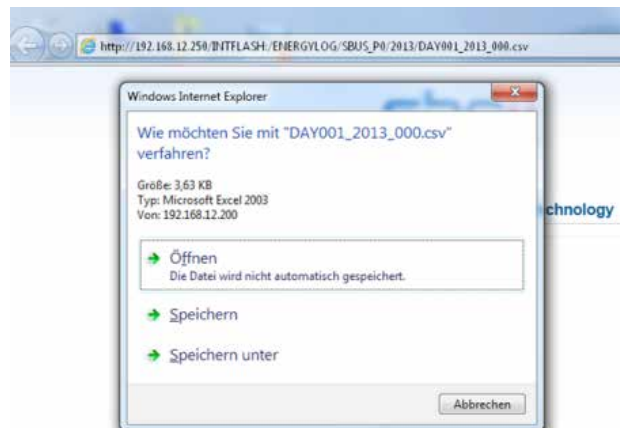 http://192.168.12.250/INTFLASH:/ENERGYLOG/SBUS_P0/2013/DAY001_2013_000.csv
Windows Internet Explorer
Wie möchten Sie mit "DAY001_2013_000.csv"
verfahren?
Größe: 3,63 KB
Typ: Microsoft Excel 2003
Von: 192.168.12.200
chnology
Öffnen
Die Datei wird nicht automatisch gespeichert.
Speichern
Speichern unter
Abbrechen